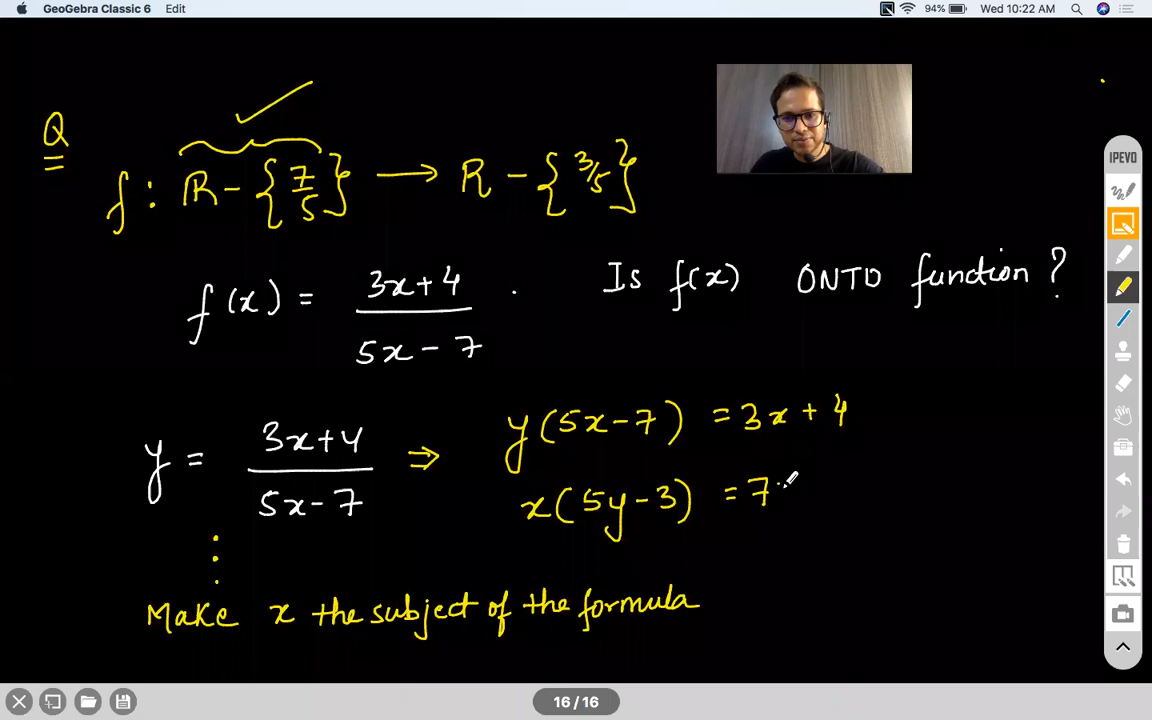 GeoGebra Classic 6 Edit 94% Wed 10:22 AM
Q
f : R - { 7/5 } ⟶ R - { 3/5 }
f(x) = (3x+4)/(5x-7) . Is f(x) ONTO function ?
y = (3x+4)/(5x-7) ⇒ y(5x-7) = 3x+4
x(5y-3) = 7
Make x the subject of the formula
IPEVO
16/16